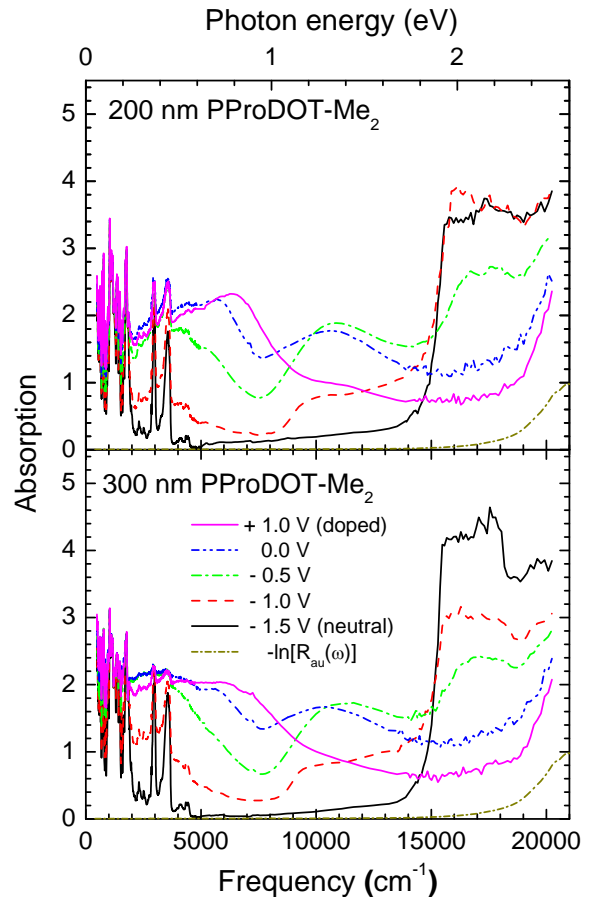 Photon energy (eV)
0 1 2
200 nm PProDOT-Me₂
5
4
3
2
1
0
Absorption
300 nm PProDOT-Me₂
+ 1.0 V (doped)
0.0 V
- 0.5 V
- 1.0 V
- 1.5 V (neutral)
-ln[R_au(ω)]
5
4
3
2
1
0
0 5000 10000 15000 20000
Frequency (cm⁻¹)